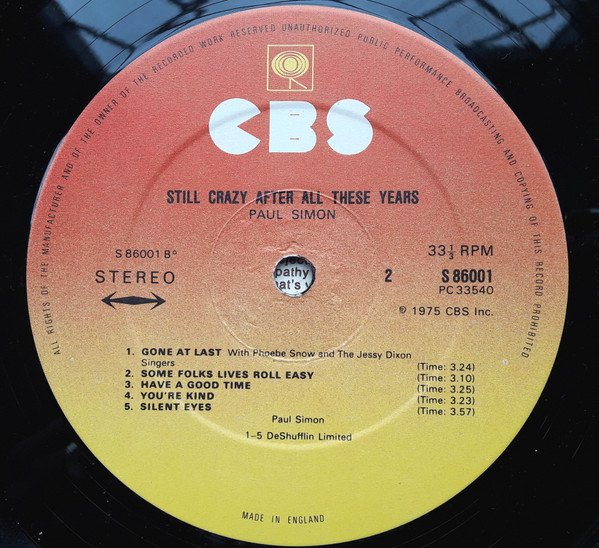 ALL RIGHTS OF THE MANUFACTURER AND OF THE OWNER OF THE RECORDED WORK RESERVED UNAUTHORIZED PUBLIC PERFORMANCE BROADCASTING AND COPYING OF THIS RECORD PROHIBITED
CBS
STILL CRAZY AFTER ALL THESE YEARS
PAUL SIMON
S 86001 B°
STEREO
pathy
at's
2
33⅓ RPM
S 86001
PC 33540
℗ 1975 CBS Inc.
1. GONE AT LAST With Phoebe Snow and The Jessy Dixon
Singers (Time: 3.24)
2. SOME FOLKS LIVES ROLL EASY (Time: 3.10)
3. HAVE A GOOD TIME (Time: 3.25)
4. YOU'RE KIND (Time: 3.23)
5. SILENT EYES (Time: 3.57)
Paul Simon
1–5 DeShufflin Limited
MADE IN ENGLAND